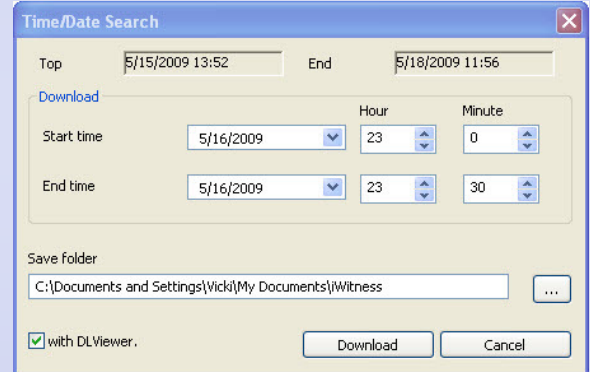 Time/Date Search
Top 5/15/2009 13:52 End 5/18/2009 11:56
Download
Hour Minute
Start time 5/16/2009 23 0
End time 5/16/2009 23 30
Save folder
C:\Documents and Settings\Vicki\My Documents\iWitness ...
with DLViewer. Download Cancel